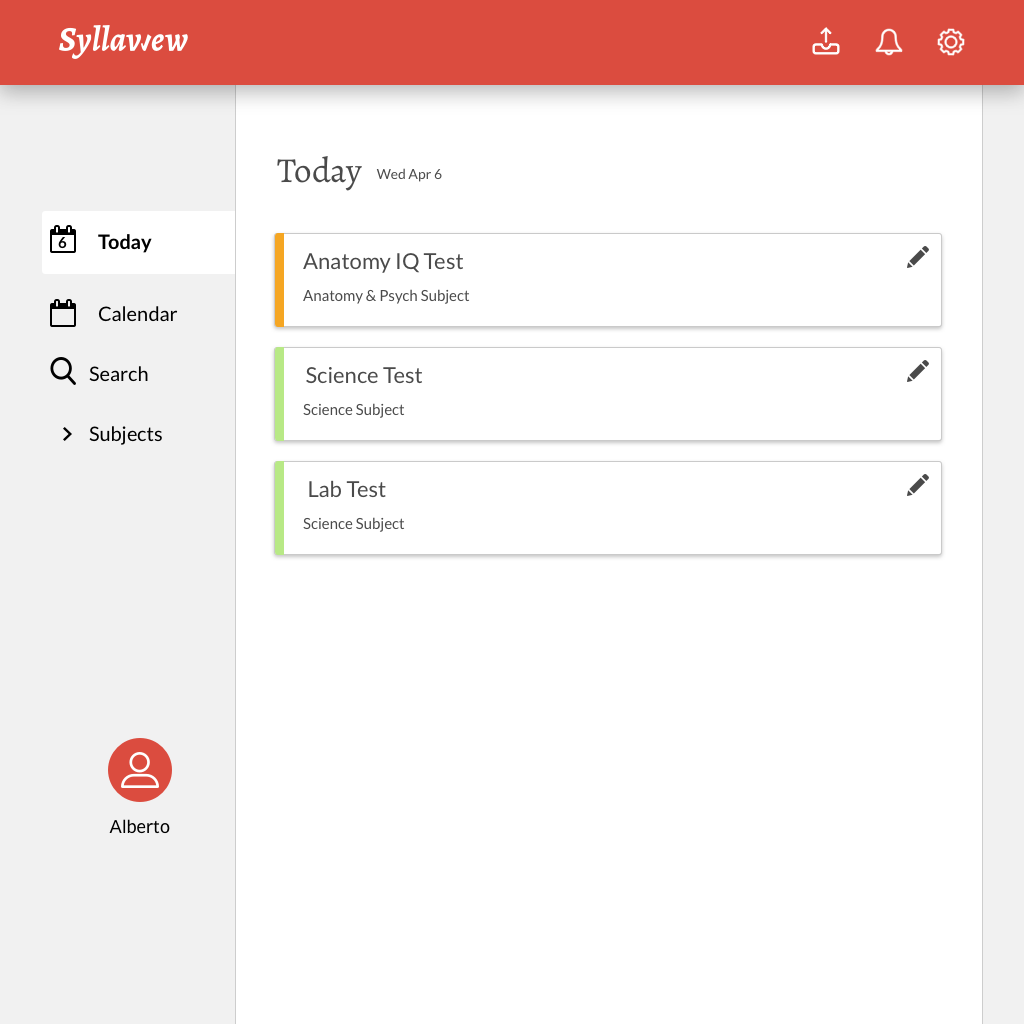 Syllavıew
Today
Wed Apr 6
6
Today
Calendar
Search
Subjects
Anatomy IQ Test
Anatomy & Psych Subject
Science Test
Science Subject
Lab Test
Science Subject
Alberto